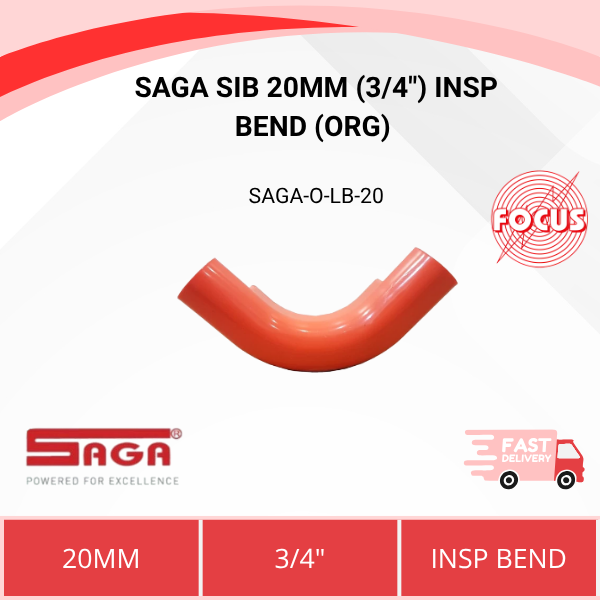 SAGA SIB 20MM (3/4") INSP
BEND (ORG)
SAGA-O-LB-20
FOCUS
SAGA®
POWERED FOR EXCELLENCE
FAST
DELIVERY
20MM
3/4"
INSP BEND